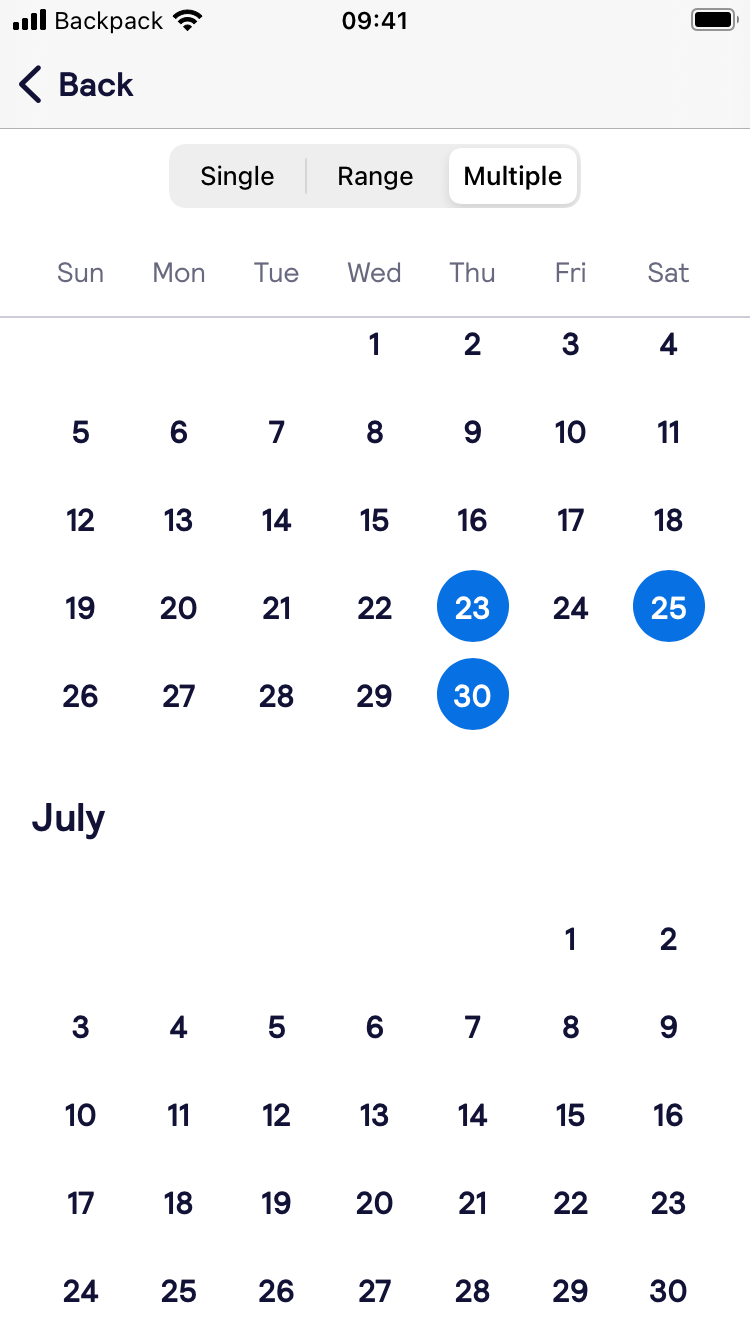 Backpack 09:41
Back
Single Range Multiple
Sun Mon Tue Wed Thu Fri Sat
1 2 3 4
5 6 7 8 9 10 11
12 13 14 15 16 17 18
19 20 21 22 23 24 25
26 27 28 29 30
July
1 2
3 4 5 6 7 8 9
10 11 12 13 14 15 16
17 18 19 20 21 22 23
24 25 26 27 28 29 30